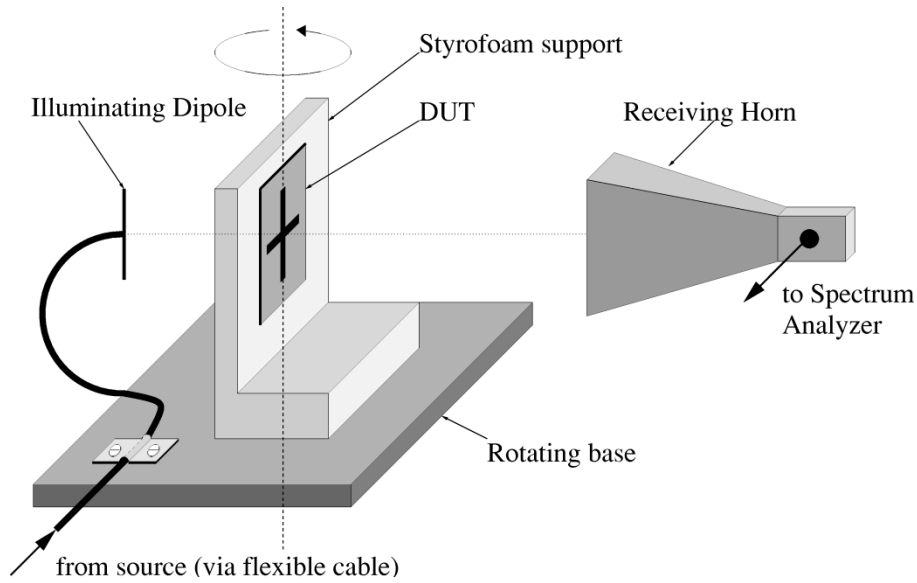 Styrofoam support
Illuminating Dipole
DUT
Receiving Horn
to Spectrum
Analyzer
Rotating base
from source (via flexible cable)